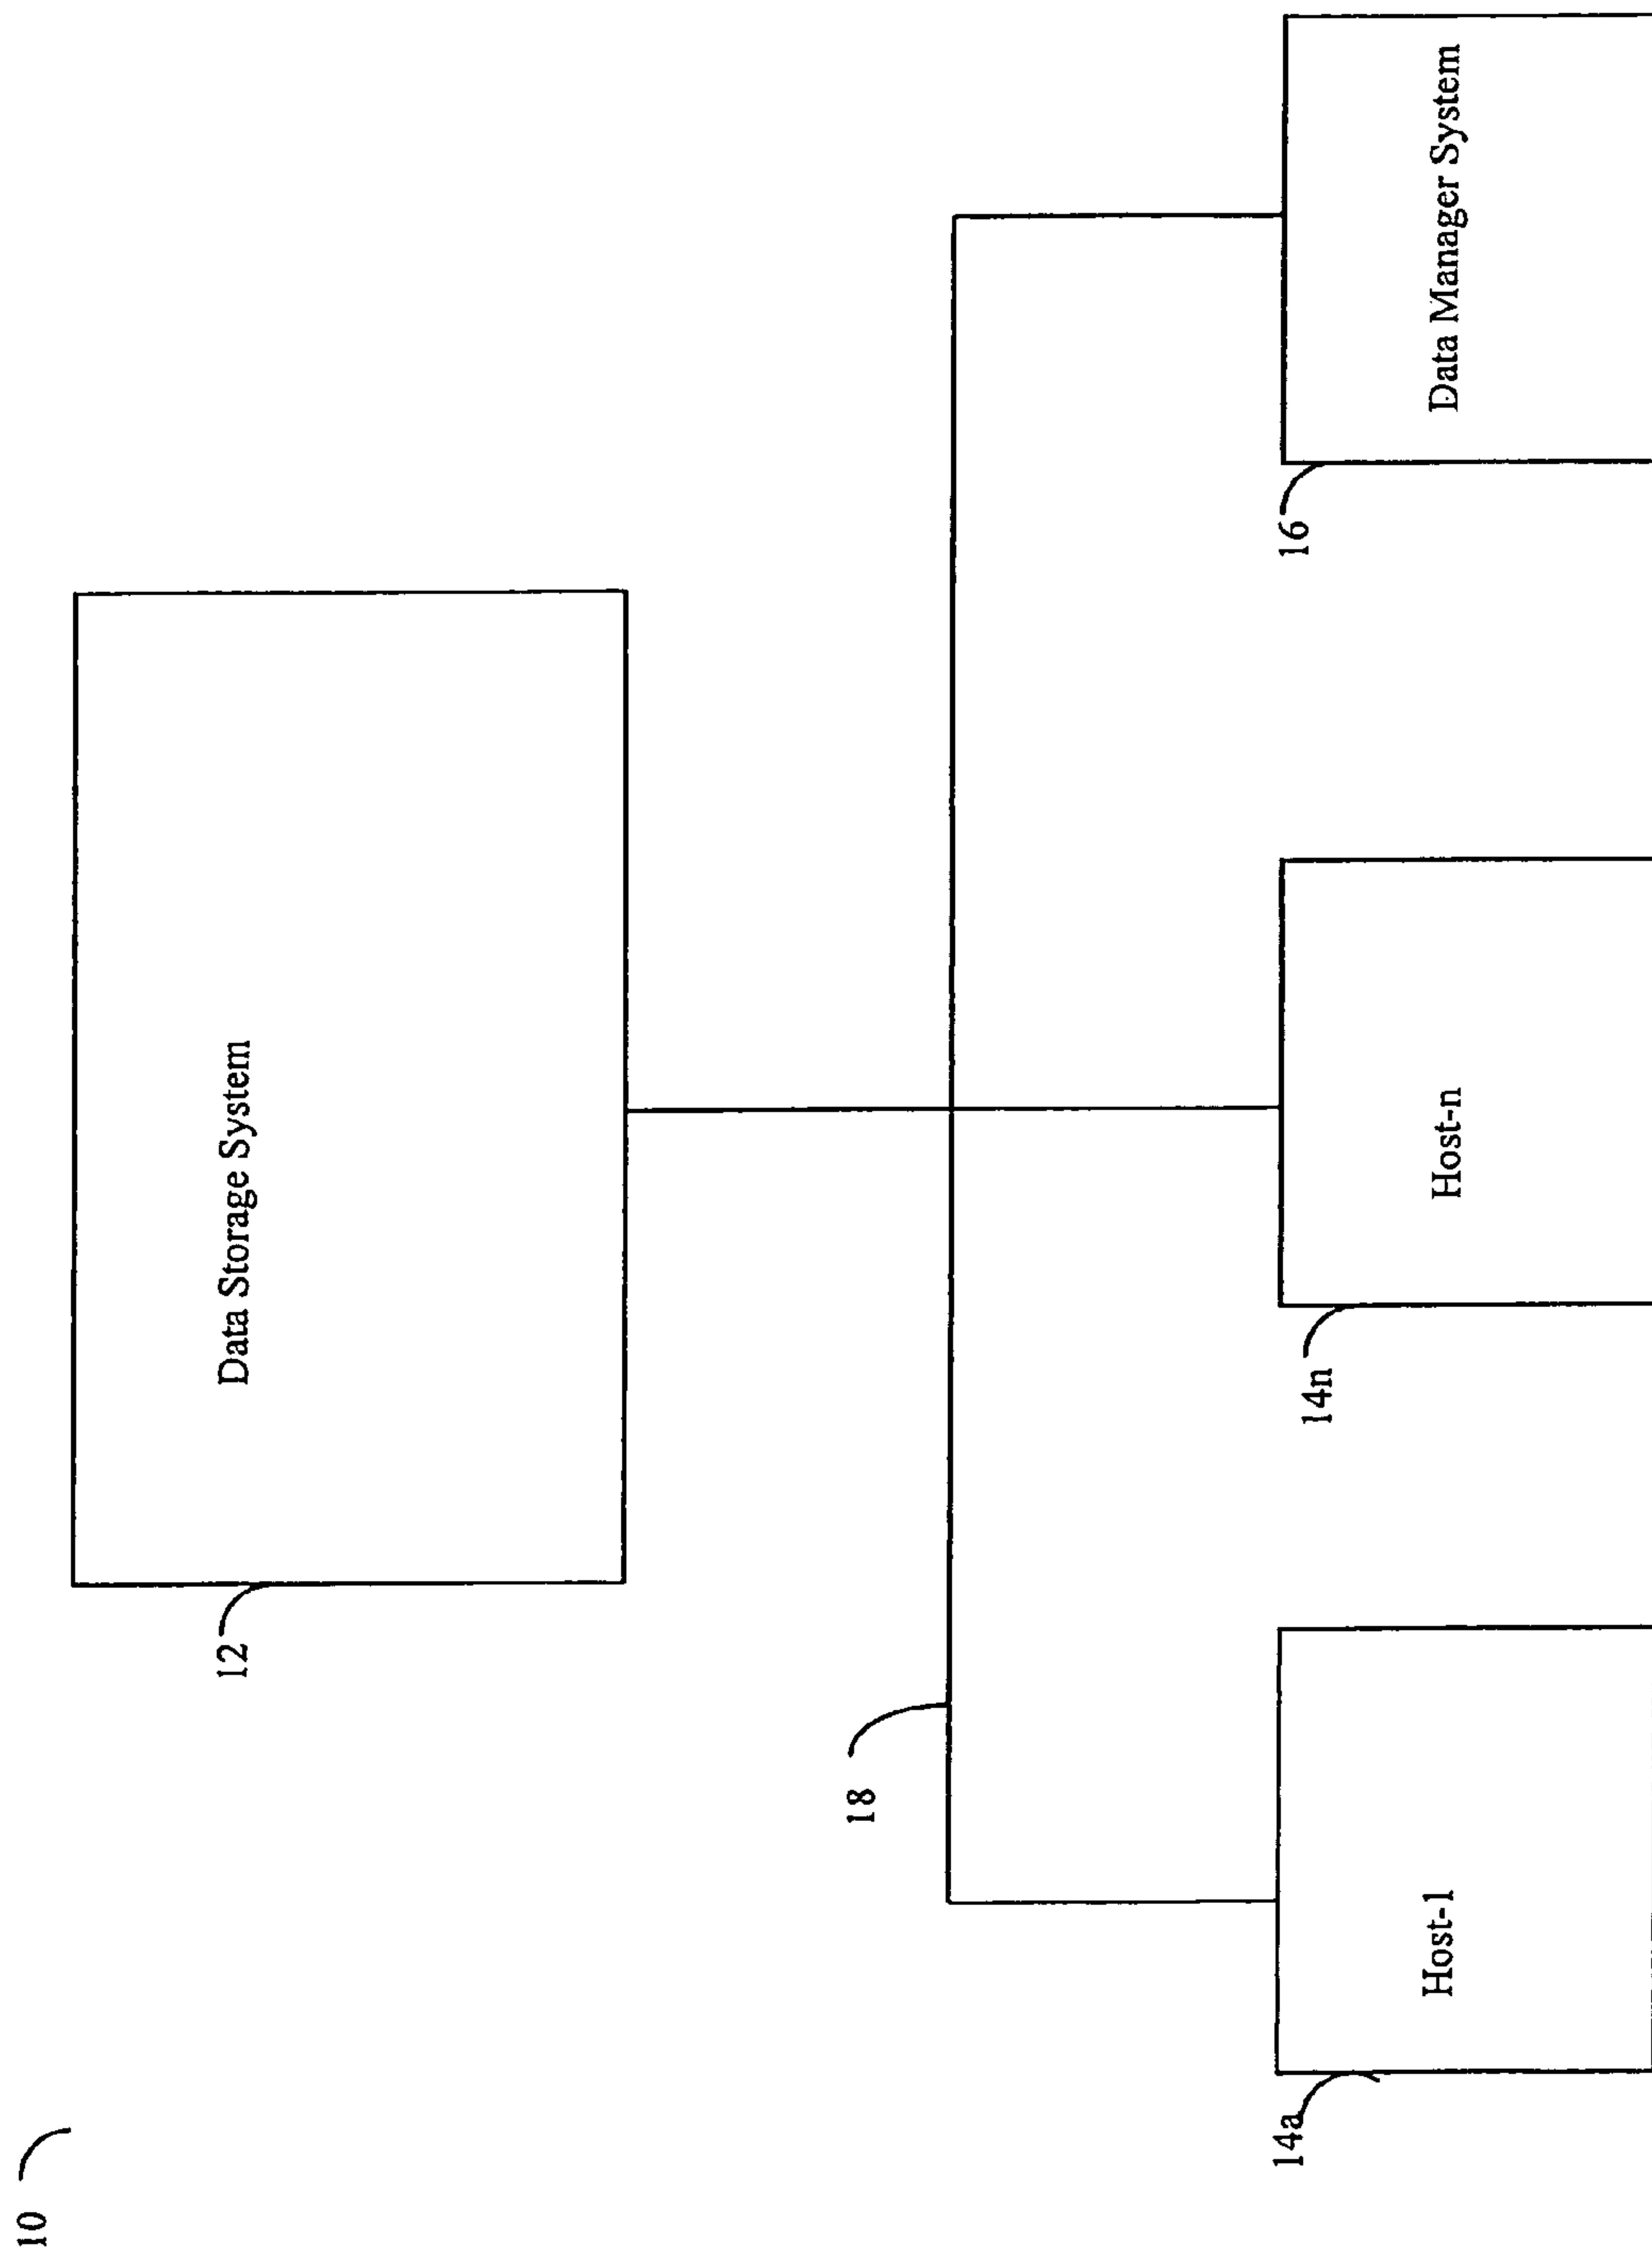 10
12
Data Storage System
18
14a
Host-1
14n
Host-n
16
Data Manager System